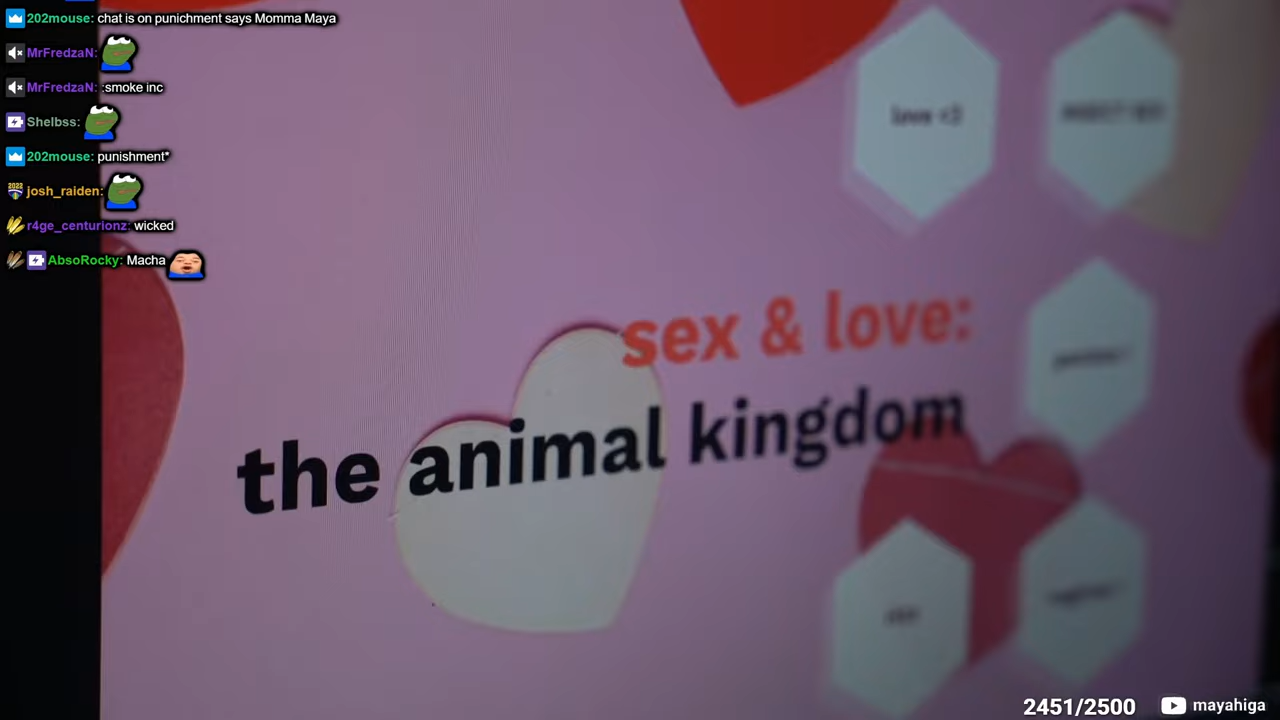 202mouse: chat is on punichment says Momma Maya
MrFredzaN:
MrFredzaN: :smoke inc
Shelbss:
202mouse: punishment*
josh_raiden:
r4ge_centurionz: wicked
AbsoRocky: Macha
love <3
sex & love:
the animal kingdom
2451/2500
mayahiga